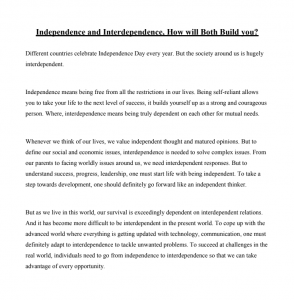 Independence and Interdependence, How will Both Build you?
Different countries celebrate Independence Day every year. But the society around us is hugely
interdependent.
Independence means being free from all the restrictions in our lives. Being self-reliant allows
you to take your life to the next level of success, it builds yourself up as a strong and courageous
person. Where, interdependence means being truly dependent on each other for mutual needs.
Whenever we think of our lives, we value independent thought and matured opinions. But to
define our social and economic issues, interdependent is needed to solve complex issues. From
our parents to facing worldly issues around us, we need interdependent responses. But to
understand success, progress, leadership, one must start life with being independent. To take a
step towards development, one should definitely go forward like an independent thinker.
But as we live in this world, our survival is exceedingly dependent on interdependent relations.
And it has become more difficult to be interdependent in the present world. To cope up with the
advanced world where everything is getting updated with technology, communication, one must
definitely adapt to interdependence to tackle unwanted problems. To succeed at challenges in the
real world, individuals need to go from independence to interdependence so that we can take
advantage of every opportunity.